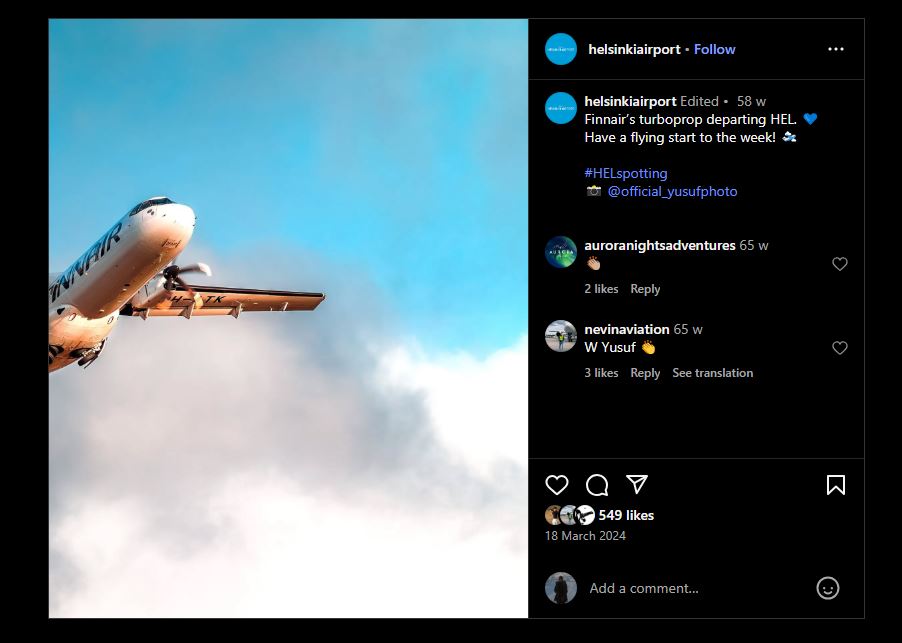 helsinkiairport • Follow
helsinkiairport Edited • 58 w
Finnair’s turboprop departing HEL. 💙
Have a flying start to the week! 🛩️
#HELspotting
📸 @official_yusufphoto
auroranightsadventures 65 w
👏🏼
2 likes Reply
nevinaviation 65 w
W Yusuf 👏
3 likes Reply See translation
549 likes
18 March 2024
Add a comment...
INNAIR
TK
AURORA